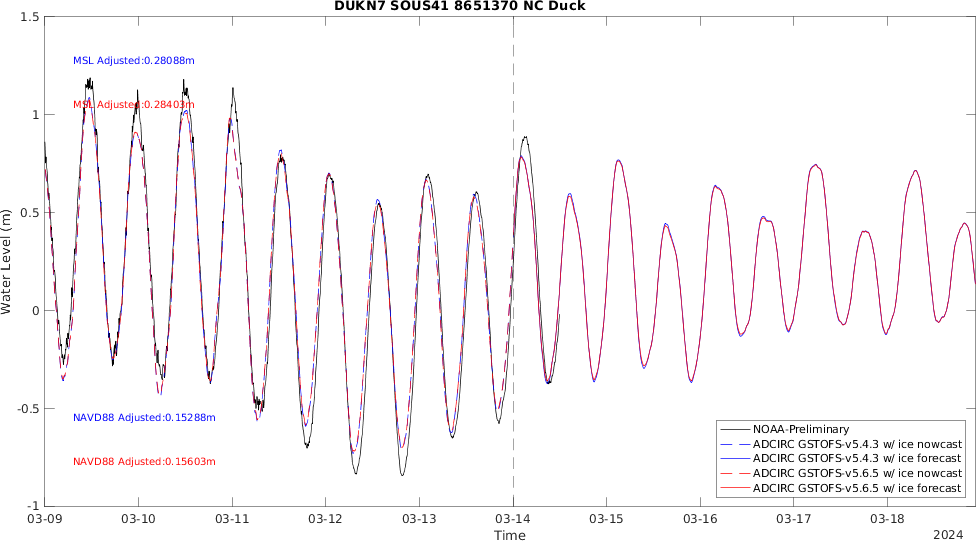 DUKN7 SOUS41 8651370 NC Duck
1.5
MSL Adjusted:0.28088m
MSL Adjusted:0.28403m
1
0.5
Water Level (m)
0
-0.5
NAVD88 Adjusted:0.15288m
NAVD88 Adjusted:0.15603m
-1
NOAA-Preliminary
ADCIRC GSTOFS-v5.4.3 w/ ice nowcast
ADCIRC GSTOFS-v5.4.3 w/ ice forecast
ADCIRC GSTOFS-v5.6.5 w/ ice nowcast
ADCIRC GSTOFS-v5.6.5 w/ ice forecast
03-09 03-10 03-11 03-12 03-13 03-14 03-15 03-16 03-17 03-18
Time
2024